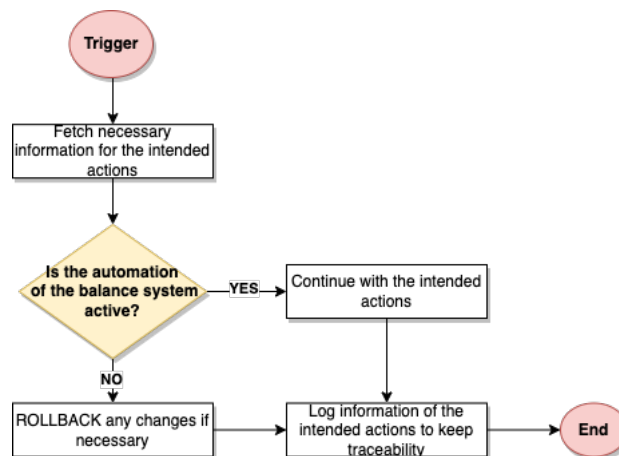 Trigger
Fetch necessary
information for the intended
actions
Is the automation
of the balance system
active?
YES
Continue with the intended
actions
NO
ROLLBACK any changes if
necessary
Log information of the
intended actions to keep
traceability
End